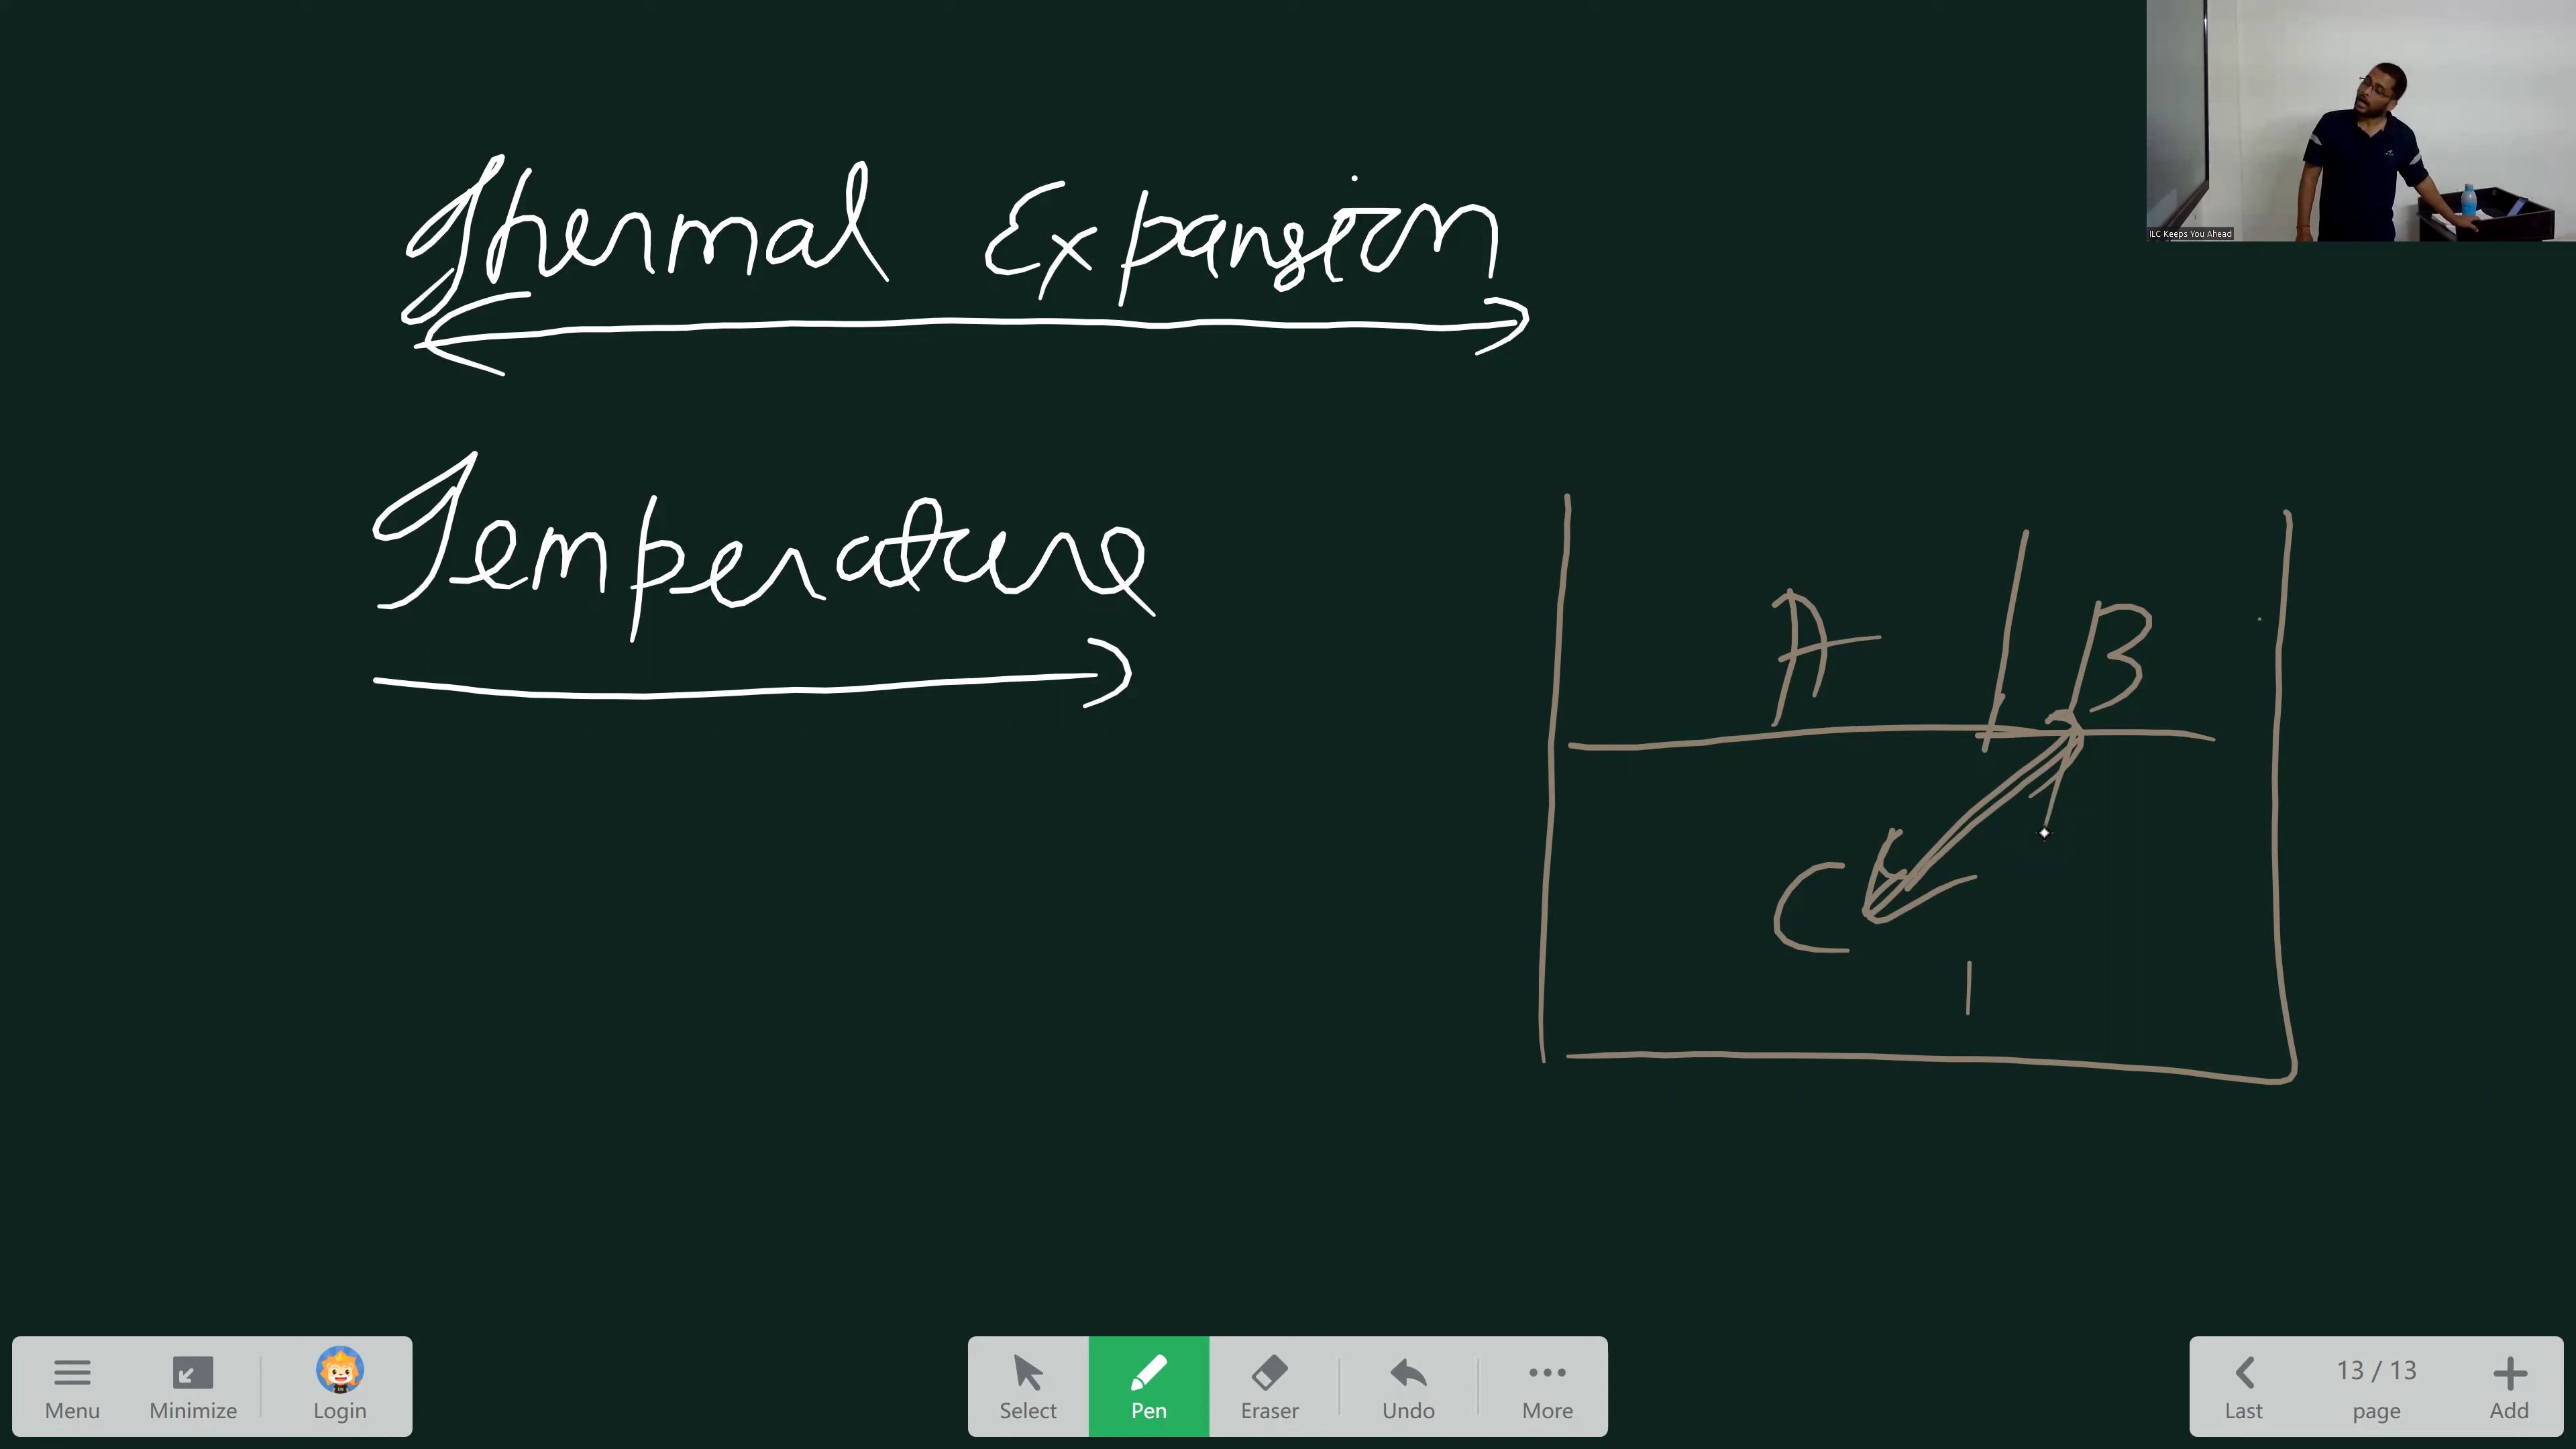 ILC Keeps You Ahead
Thermal Expansion
Temperature
A
B
C
Menu
Minimize
Login
Select
Pen
Eraser
Undo
More
Last
13 / 13
page
Add